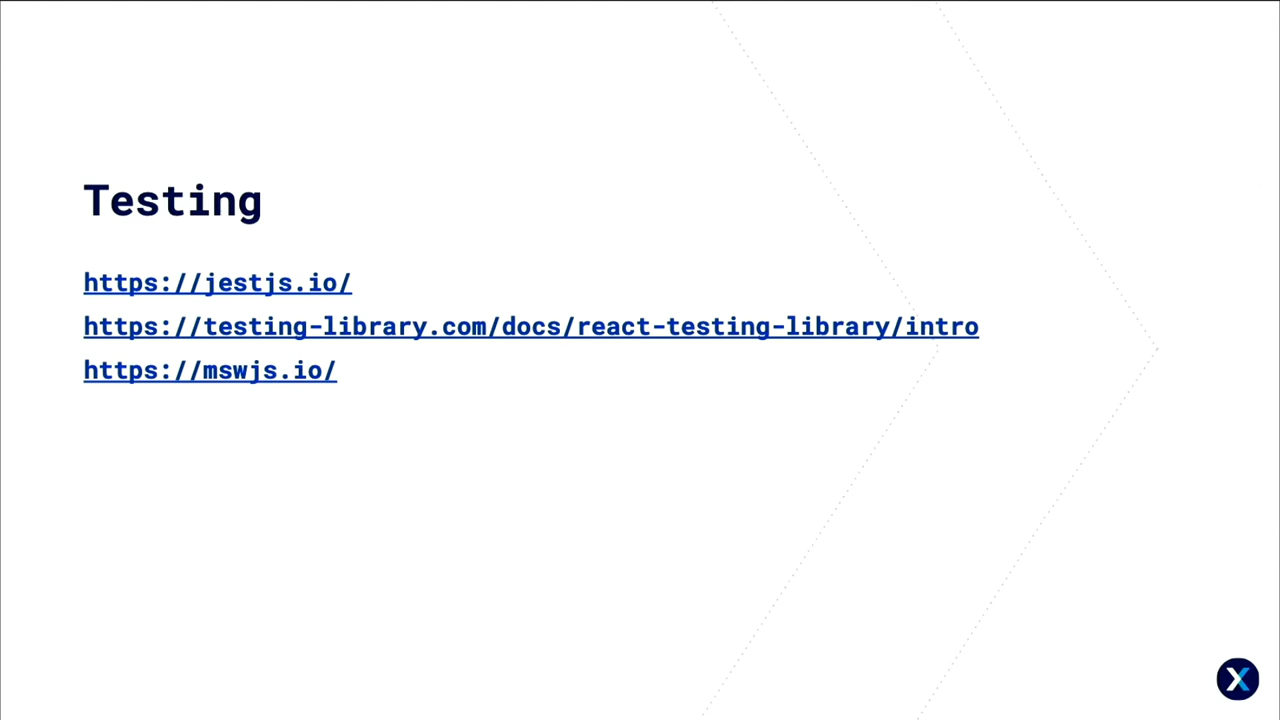 Testing
https://jestjs.io/
https://testing-library.com/docs/react-testing-library/intro
https://mswjs.io/